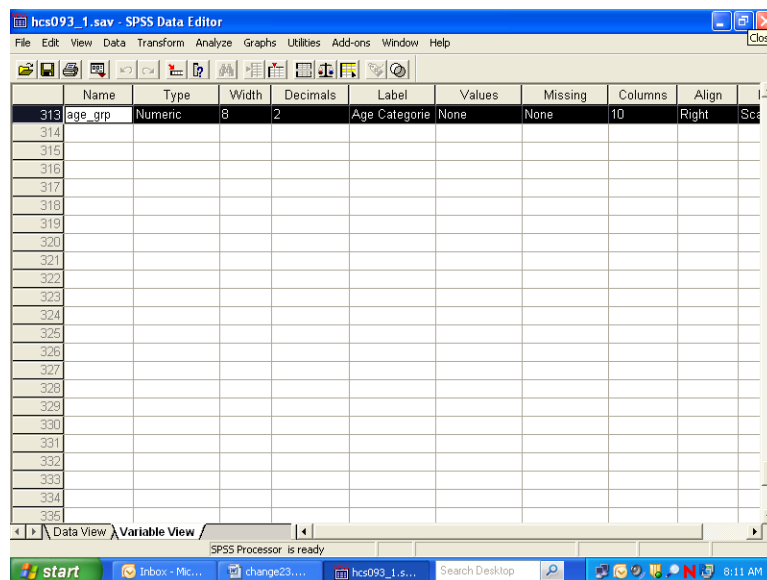 hcs093_1.sav - SPSS Data Editor
Clos
File Edit View Data Transform Analyze Graphs Utilities Add-ons Window Help
Name Type Width Decimals Label Values Missing Columns Align
313 age_grp Numeric 8 2 Age Categorie None None 10 Right Sca
314
315
316
317
318
319
320
321
322
323
324
325
326
327
328
329
330
331
332
333
334
335
Data View Variable View
SPSS Processor is ready
start Inbox - Mic... change23.... hcs093_1.s... Search Desktop 8:11 AM